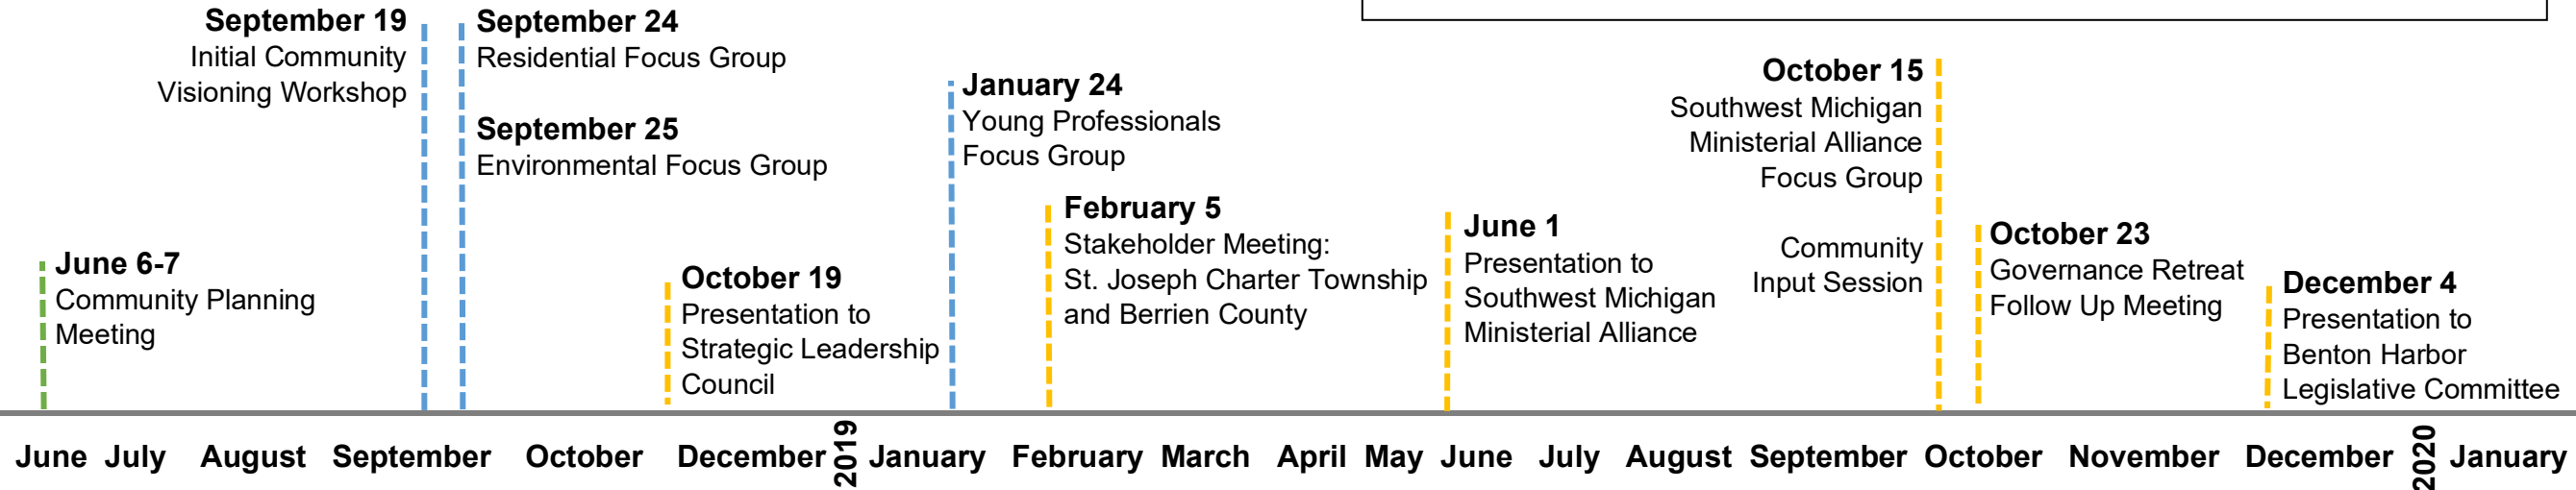 September 19
Initial Community
Visioning Workshop
September 24
Residential Focus Group
September 25
Environmental Focus Group
January 24
Young Professionals
Focus Group
October 15
Southwest Michigan
Ministerial Alliance
Focus Group
Community
Input Session
June 6-7
Community Planning
Meeting
October 19
Presentation to
Strategic Leadership
Council
February 5
Stakeholder Meeting:
St. Joseph Charter Township
and Berrien County
June 1
Presentation to
Southwest Michigan
Ministerial Alliance
October 23
Governance Retreat
Follow Up Meeting
December 4
Presentation to
Benton Harbor
Legislative Committee
June July August September October December 2019 January February March April May June July August September October November December 2020 January